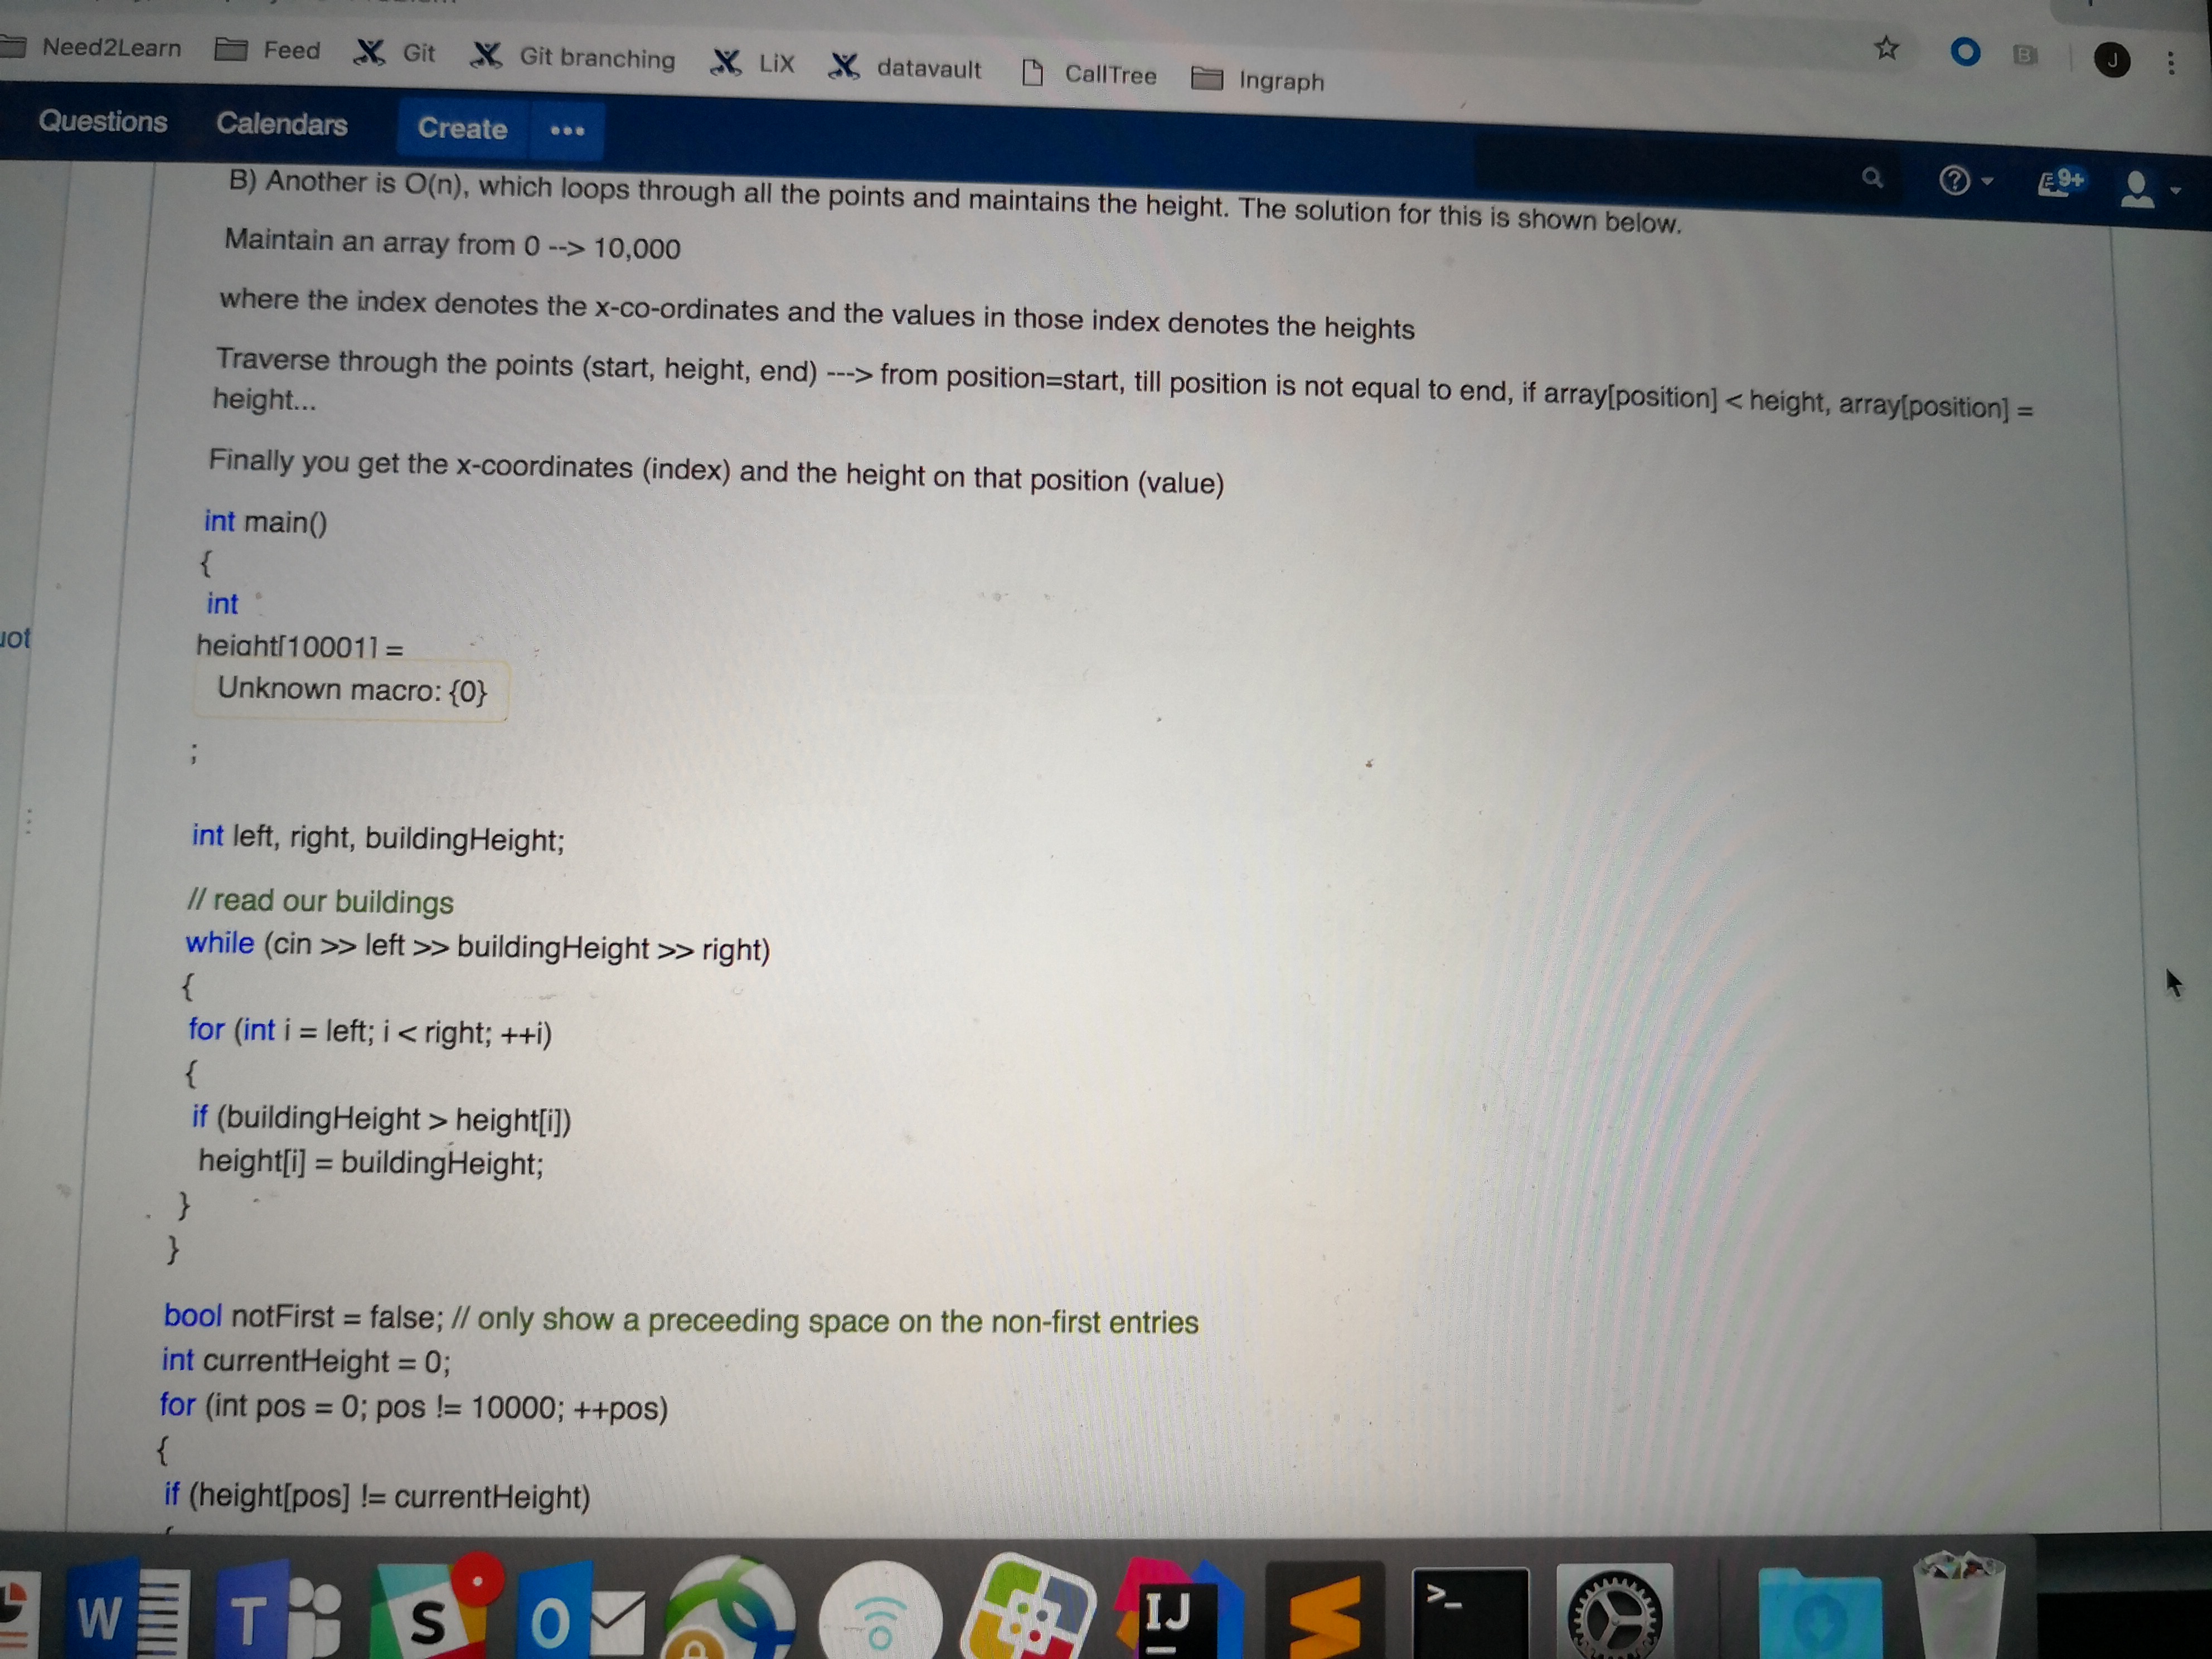 Need2Learn Feed Git Git branching LiX datavault CallTree Ingraph B J
Questions Calendars Create ••• 9+
B) Another is O(n), which loops through all the points and maintains the height. The solution for this is shown below.
Maintain an array from 0 --> 10,000
where the index denotes the x-co-ordinates and the values in those index denotes the heights
Traverse through the points (start, height, end) ---> from position=start, till position is not equal to end, if array[position] < height, array[position] =
height...
Finally you get the x-coordinates (index) and the height on that position (value)
int main()
{
int
height[10001] =
Unknown macro: {0}
;
int left, right, buildingHeight;
// read our buildings
while (cin >> left >> buildingHeight >> right)
{
for (int i = left; i < right; ++i)
{
if (buildingHeight > height[i])
height[i] = buildingHeight;
}
}
bool notFirst = false; // only show a preceeding space on the non-first entries
int currentHeight = 0;
for (int pos = 0; pos != 10000; ++pos)
{
if (height[pos] != currentHeight)
{
W T S O IJ >_